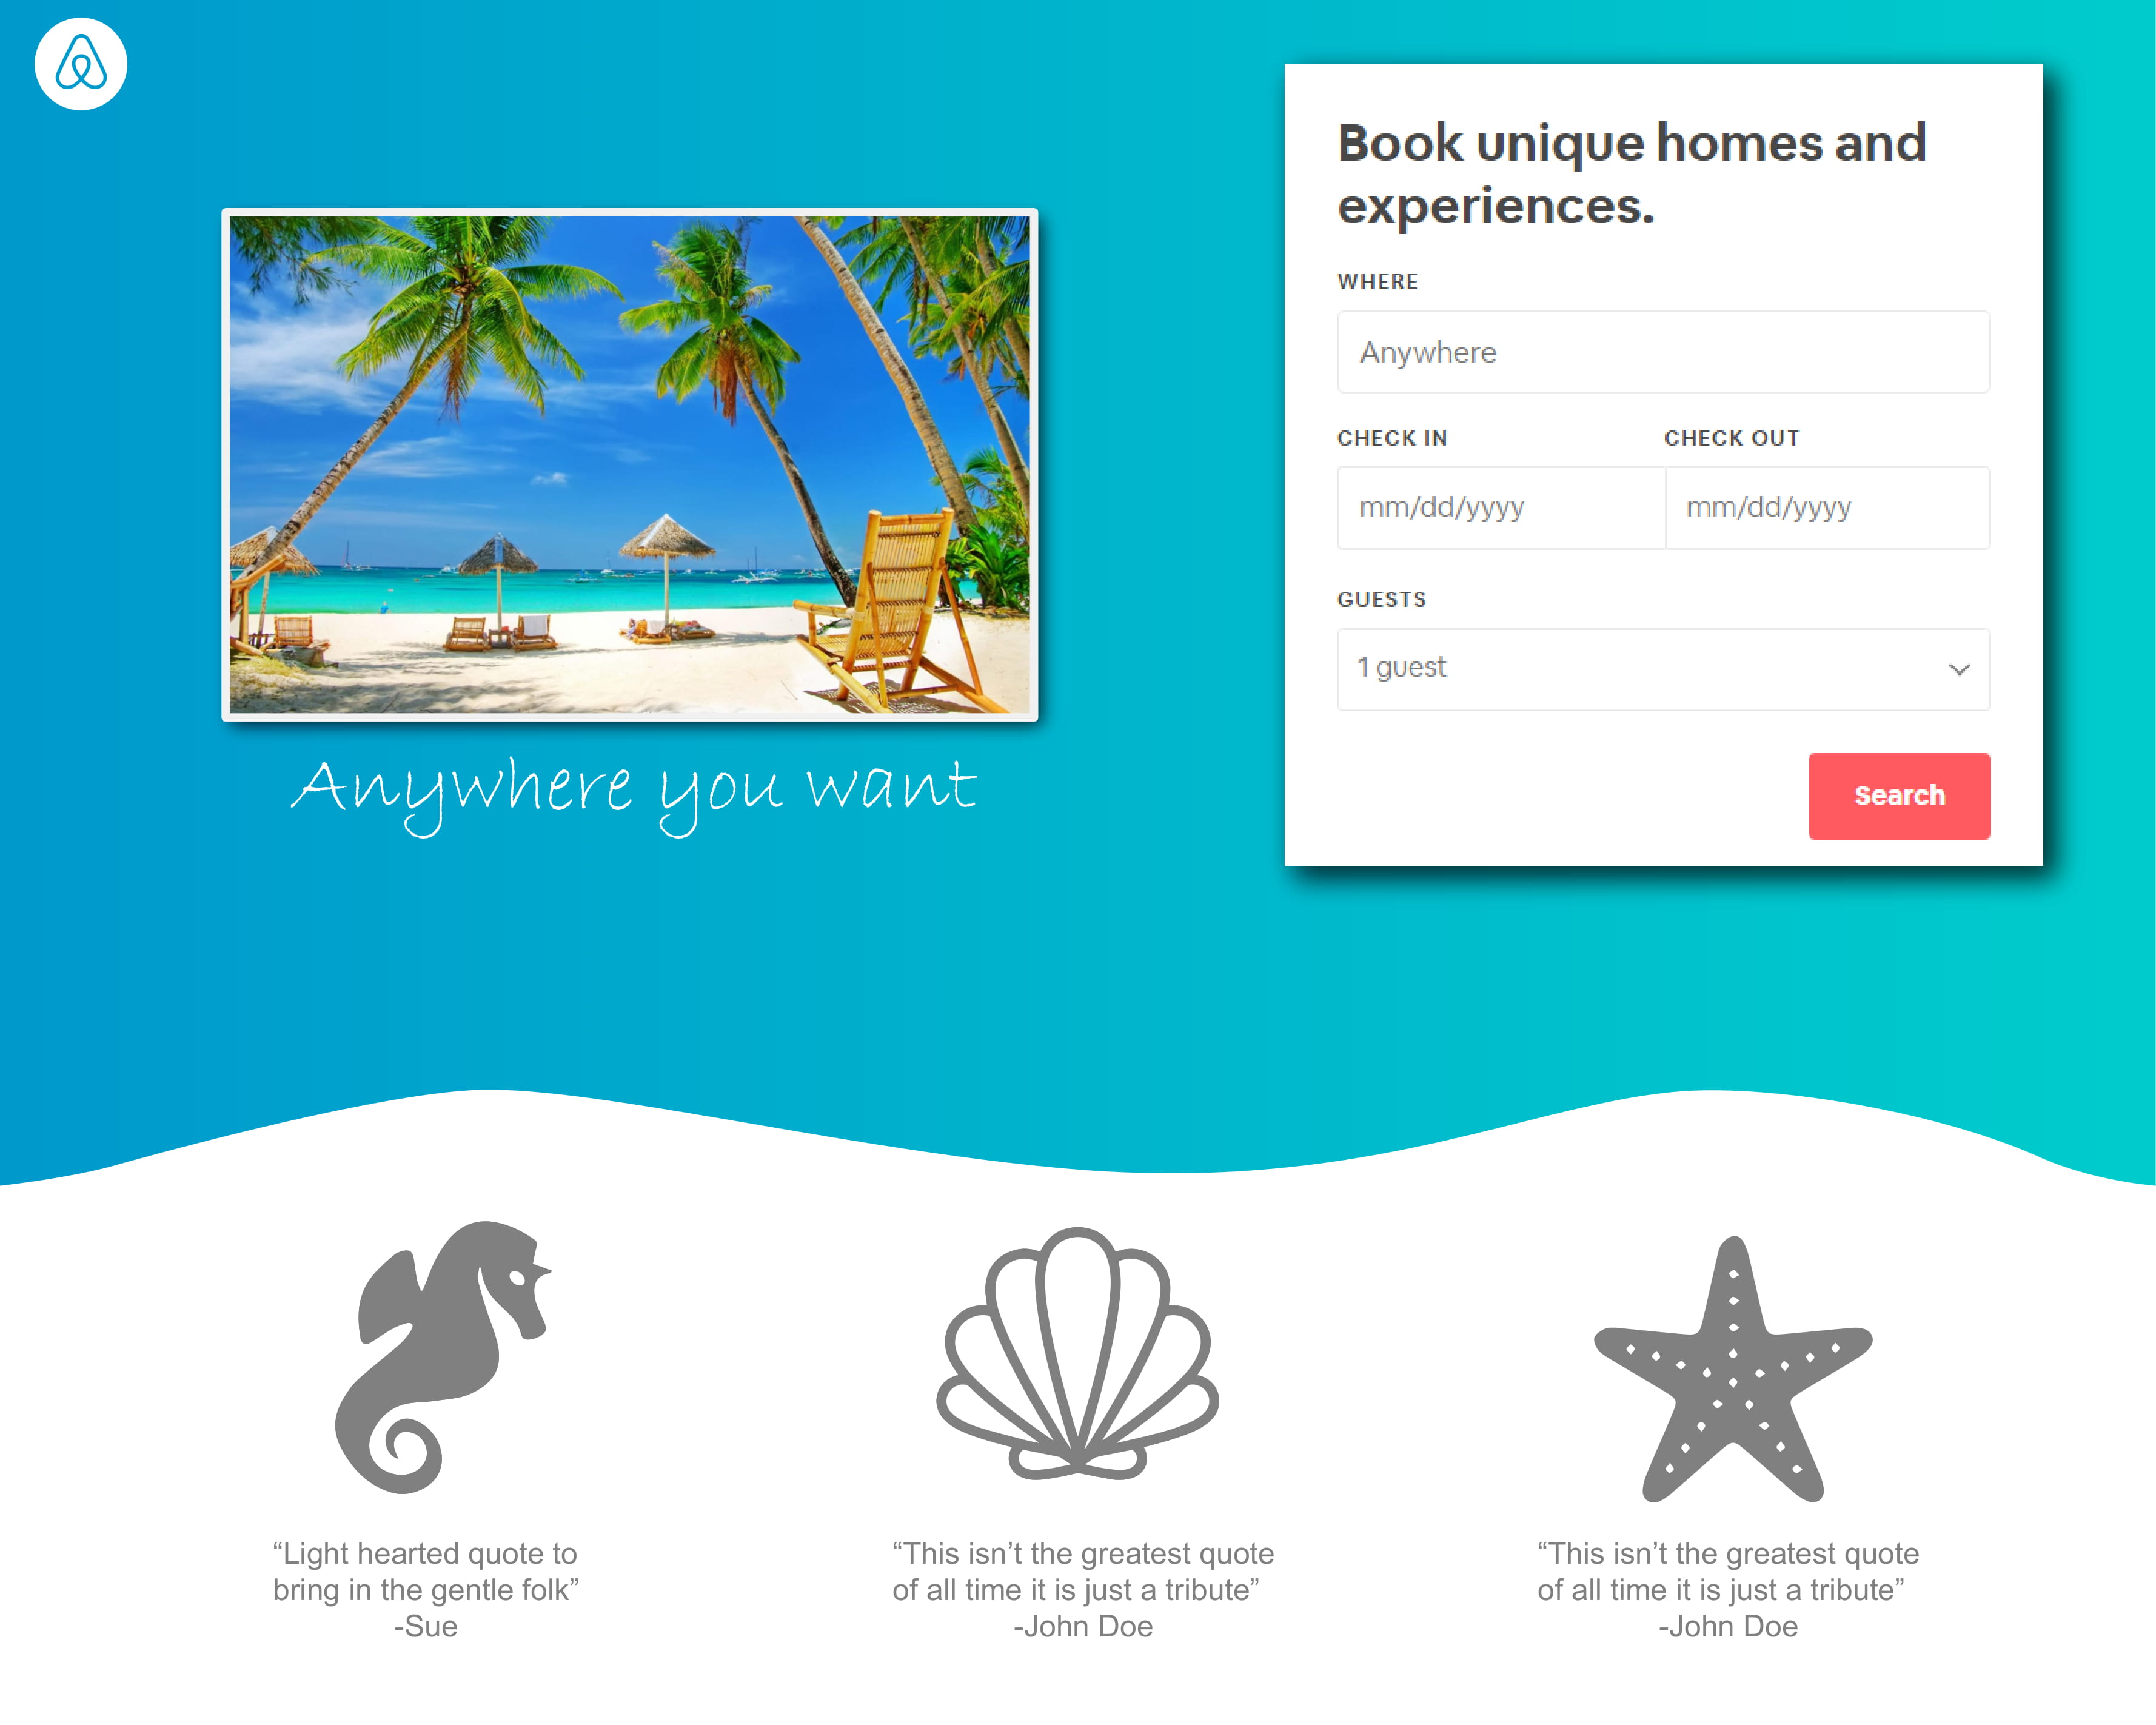 Book unique homes and
experiences.
WHERE
Anywhere
CHECK IN
CHECK OUT
mm/dd/yyyy
mm/dd/yyyy
GUESTS
1 guest
Search
Anywhere you want
“Light hearted quote to
bring in the gentle folk”
-Sue
“This isn’t the greatest quote
of all time it is just a tribute”
-John Doe
“This isn’t the greatest quote
of all time it is just a tribute”
-John Doe